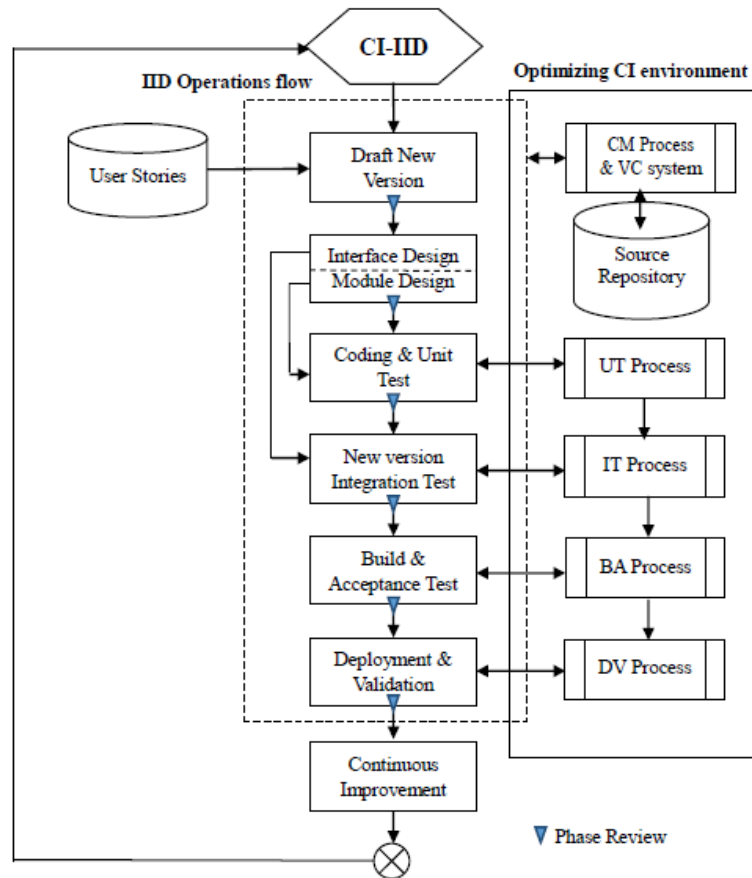 CI-IID
IID Operations flow
Optimizing CI environment
User Stories
Draft New
Version
CM Process
& VC system
Interface Design
Module Design
Source
Repository
Coding & Unit
Test
UT Process
New version
Integration Test
IT Process
Build &
Acceptance Test
BA Process
Deployment &
Validation
DV Process
Continuous
Improvement
Phase Review